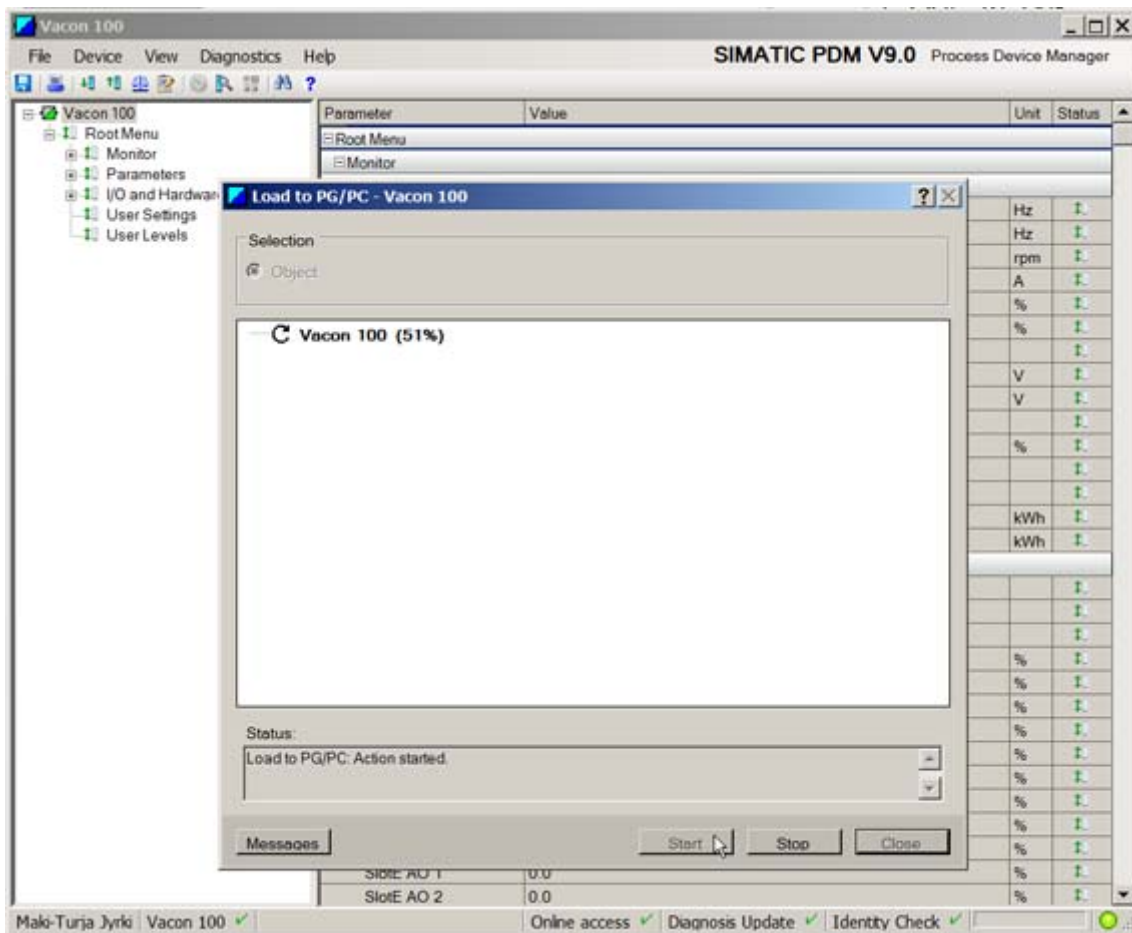 Vacon 100
File Device View Diagnostics Help SIMATIC PDM V9.0 Process Device Manager
Vacon 100
Root Menu
Monitor
Parameters
I/O and Hardwar
User Settings
User Levels
Parameter Value Unit Status
Root Menu
Monitor
Load to PG/PC - Vacon 100
Selection
Object
Vacon 100 (51%)
Status:
Load to PG/PC: Action started.
Messages Start Stop Close
Hz
Hz
rpm
A
%
%
V
V
%
kWh
kWh
%
%
%
%
%
%
%
%
%
SlotE AO 1 0.0 %
SlotE AO 2 0.0 %
Maki-Turja Jyrki Vacon 100 Online access Diagnosis Update Identity Check